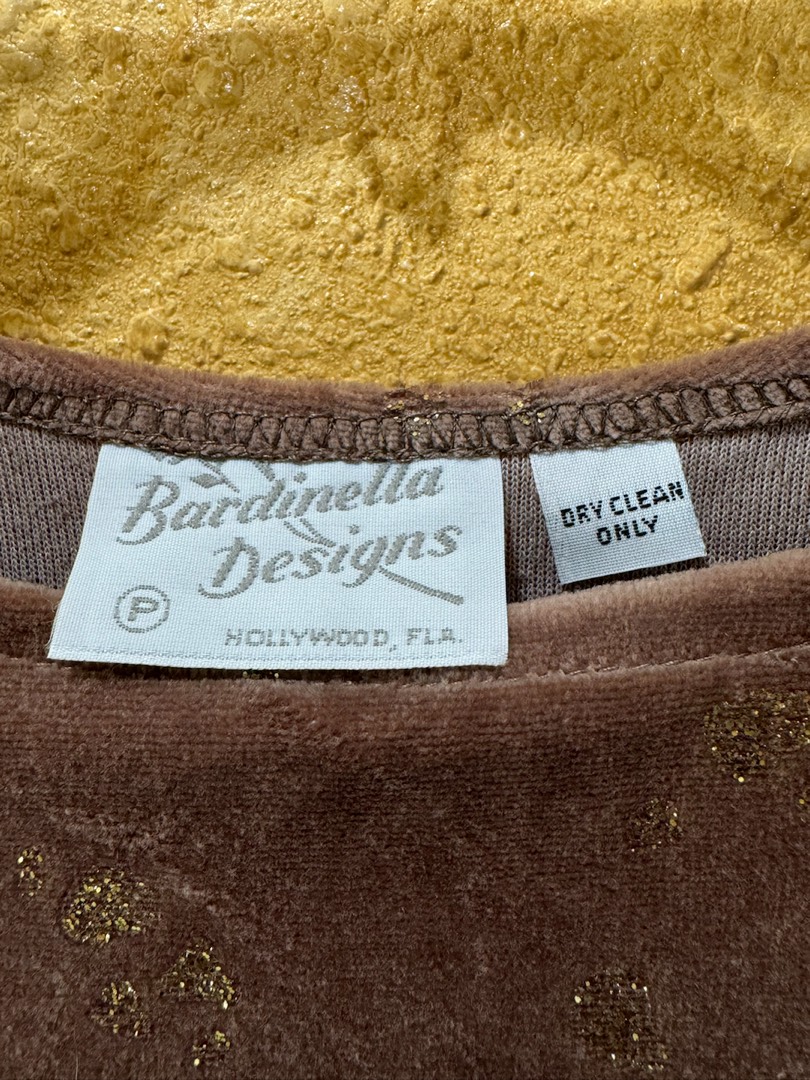 Bardinella
Designs
P
HOLLYWOOD, FLA.
DRY CLEAN
ONLY